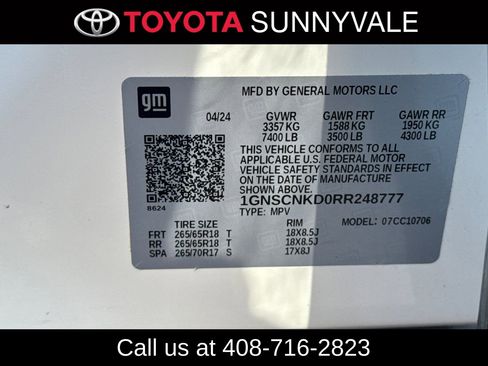 TOYOTA SUNNYVALE
gm
MFD BY GENERAL MOTORS LLC
04/24 GVWR GAWR FRT GAWR RR
3357 KG 1588 KG 1950 KG
7400 LB 3500 LB 4300 LB
THIS VEHICLE CONFORMS TO ALL
APPLICABLE U.S. FEDERAL MOTOR
VEHICLE SAFETY STANDARDS IN EFFECT
ON THE DATE OF MANUFACTURE
SHOWN ABOVE.
1GNSCNKD0RR248777
TYPE: MPV
8624
TIRE SIZE RIM MODEL: 07CC10706
FRT 265/65R18 T 18X8.5J
RR 265/65R18 T 18X8.5J
SPA 265/70R17 S 17X8J
Call us at 408-716-2823